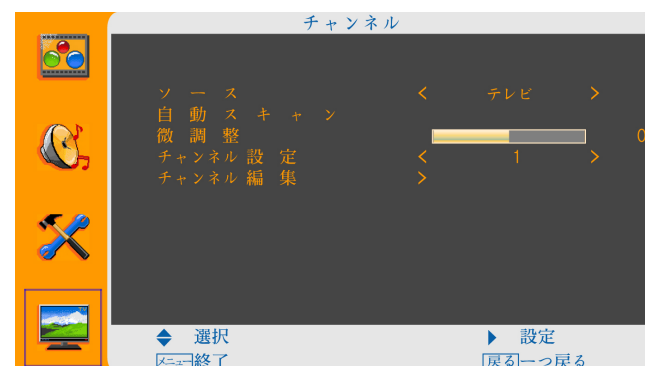 チャンネル
ソース < テレビ >
自動スキャン
微調整 0
チャンネル設定 < 1 >
チャンネル編集 >
選択 設定
メニュー終了 戻る一つ戻る